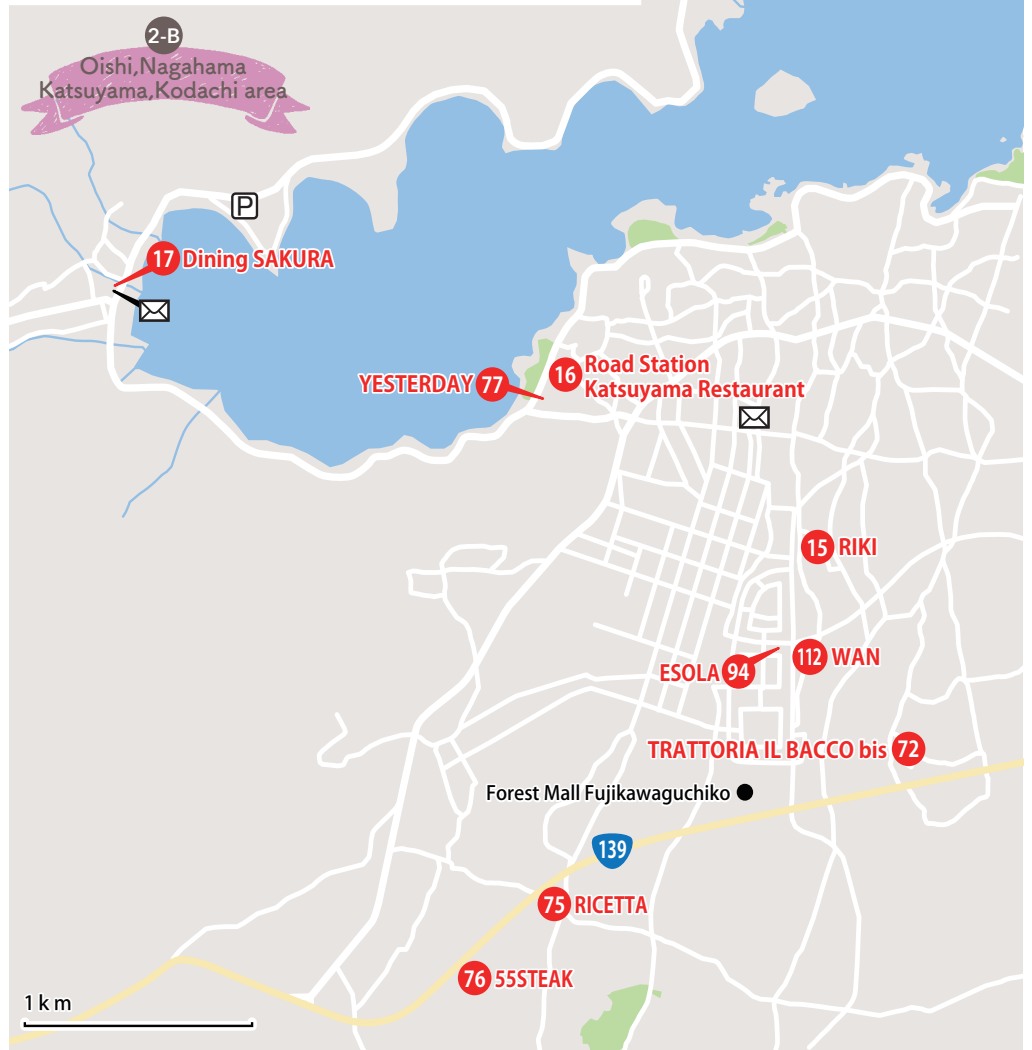 2-B
Oishi,Nagahama
Katsuyama,Kodachi area
P
17 Dining SAKURA
YESTERDAY 77
16 Road Station
Katsuyama Restaurant
15 RIKI
ESOLA 94
112 WAN
TRATTORIA IL BACCO bis 72
Forest Mall Fujikawaguchiko
139
75 RICETTA
76 55STEAK
1 k m